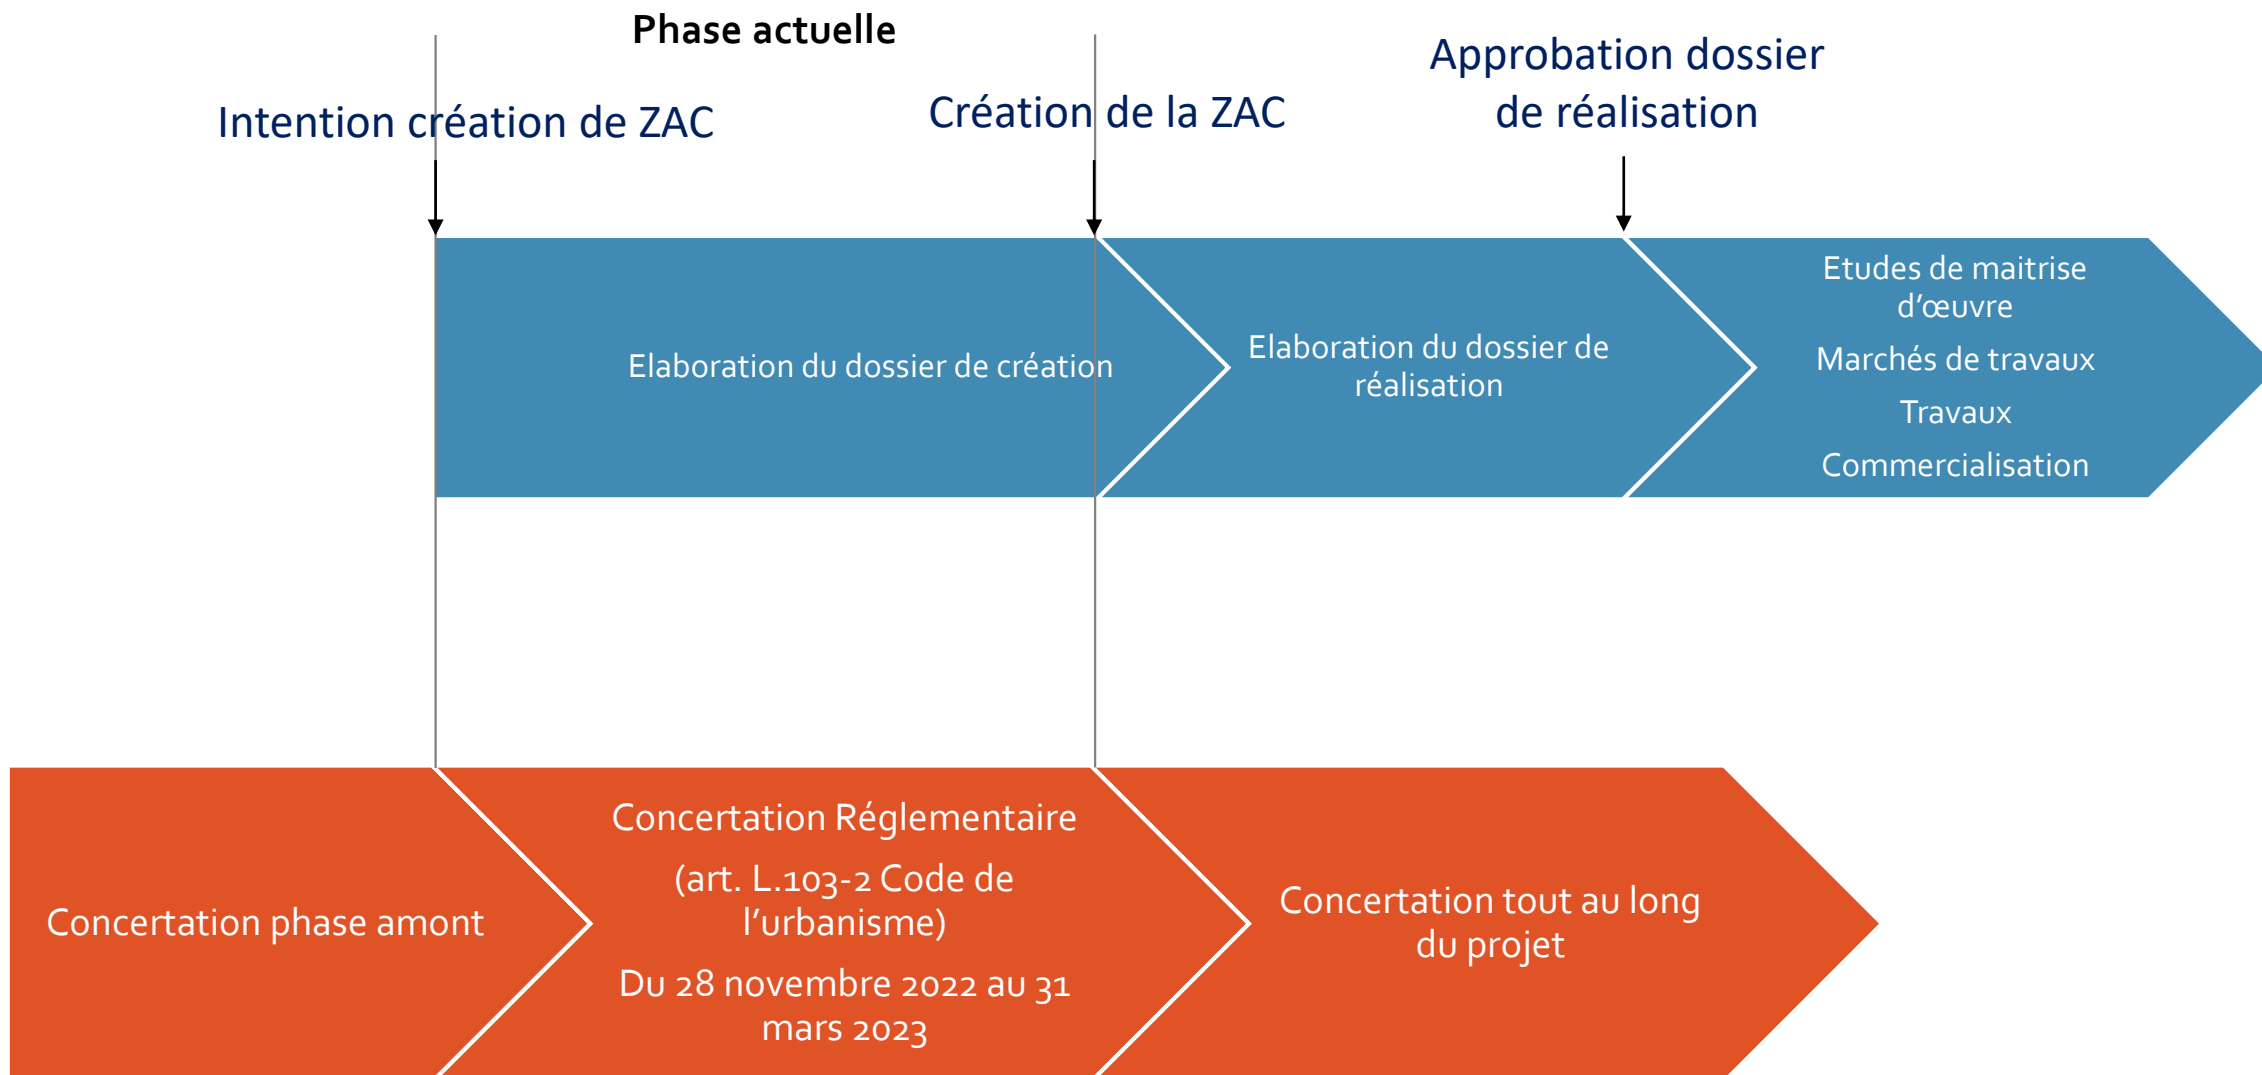 Phase actuelle
Intention création de ZAC
Création de la ZAC
Approbation dossier
de réalisation
Elaboration du dossier de création
Elaboration du dossier de
réalisation
Etudes de maitrise
d’œuvre
Marchés de travaux
Travaux
Commercialisation
Concertation phase amont
Concertation Réglementaire
(art. L.103-2 Code de
l’urbanisme)
Du 28 novembre 2022 au 31
mars 2023
Concertation tout au long
du projet